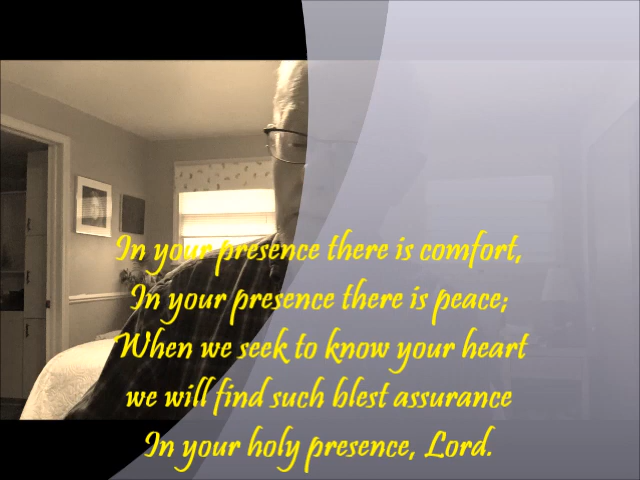 In your presence there is comfort,
In your presence there is peace;
When we seek to know your heart
we will find such blest assurance
In your holy presence, Lord.